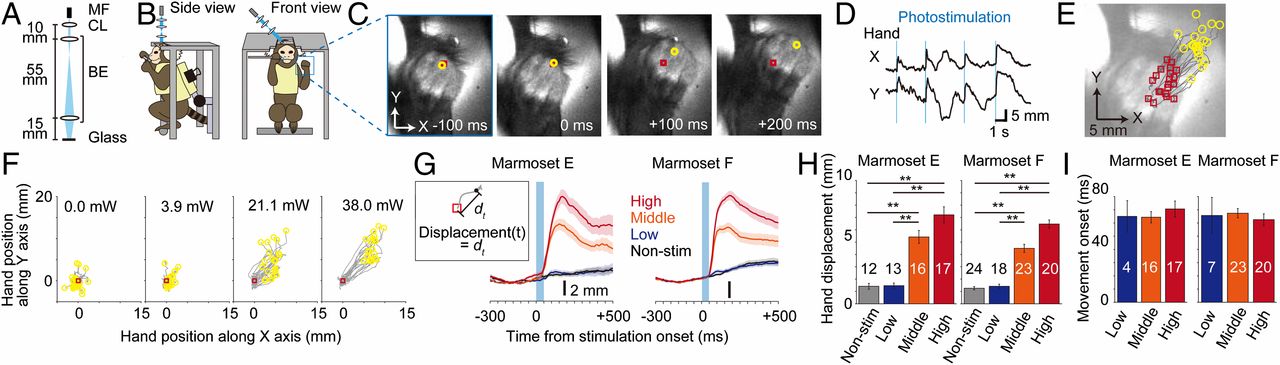 A
MF
CL
10
mm
55
mm
BE
15
mm
Glass
B
Side view
Front view
C
Y
X
-100 ms
0 ms
+100 ms
+200 ms
D
Photostimulation
Hand
X
Y
5 mm
1 s
E
Y
X
5 mm
F
Hand position
along Y axis (mm)
20
0
0.0 mW
3.9 mW
21.1 mW
38.0 mW
0
15
0
15
0
15
0
15
Hand position along X axis (mm)
G
Marmoset E
Marmoset F
dt
Displacement(t)
= dt
High
Middle
Low
Non-stim
2 mm
-300
0
+500
-300
0
+500
Time from stimulation onset (ms)
H
Marmoset E
Marmoset F
Hand displacement (mm)
10
5
0
**
**
**
**
**
**
**
**
12
13
16
17
24
18
23
20
Non-stim
Low
Middle
High
Non-stim
Low
Middle
High
I
Marmoset E
Marmoset F
Movement onset (ms)
80
40
0
4
16
17
7
23
20
Low
Middle
High
Low
Middle
High